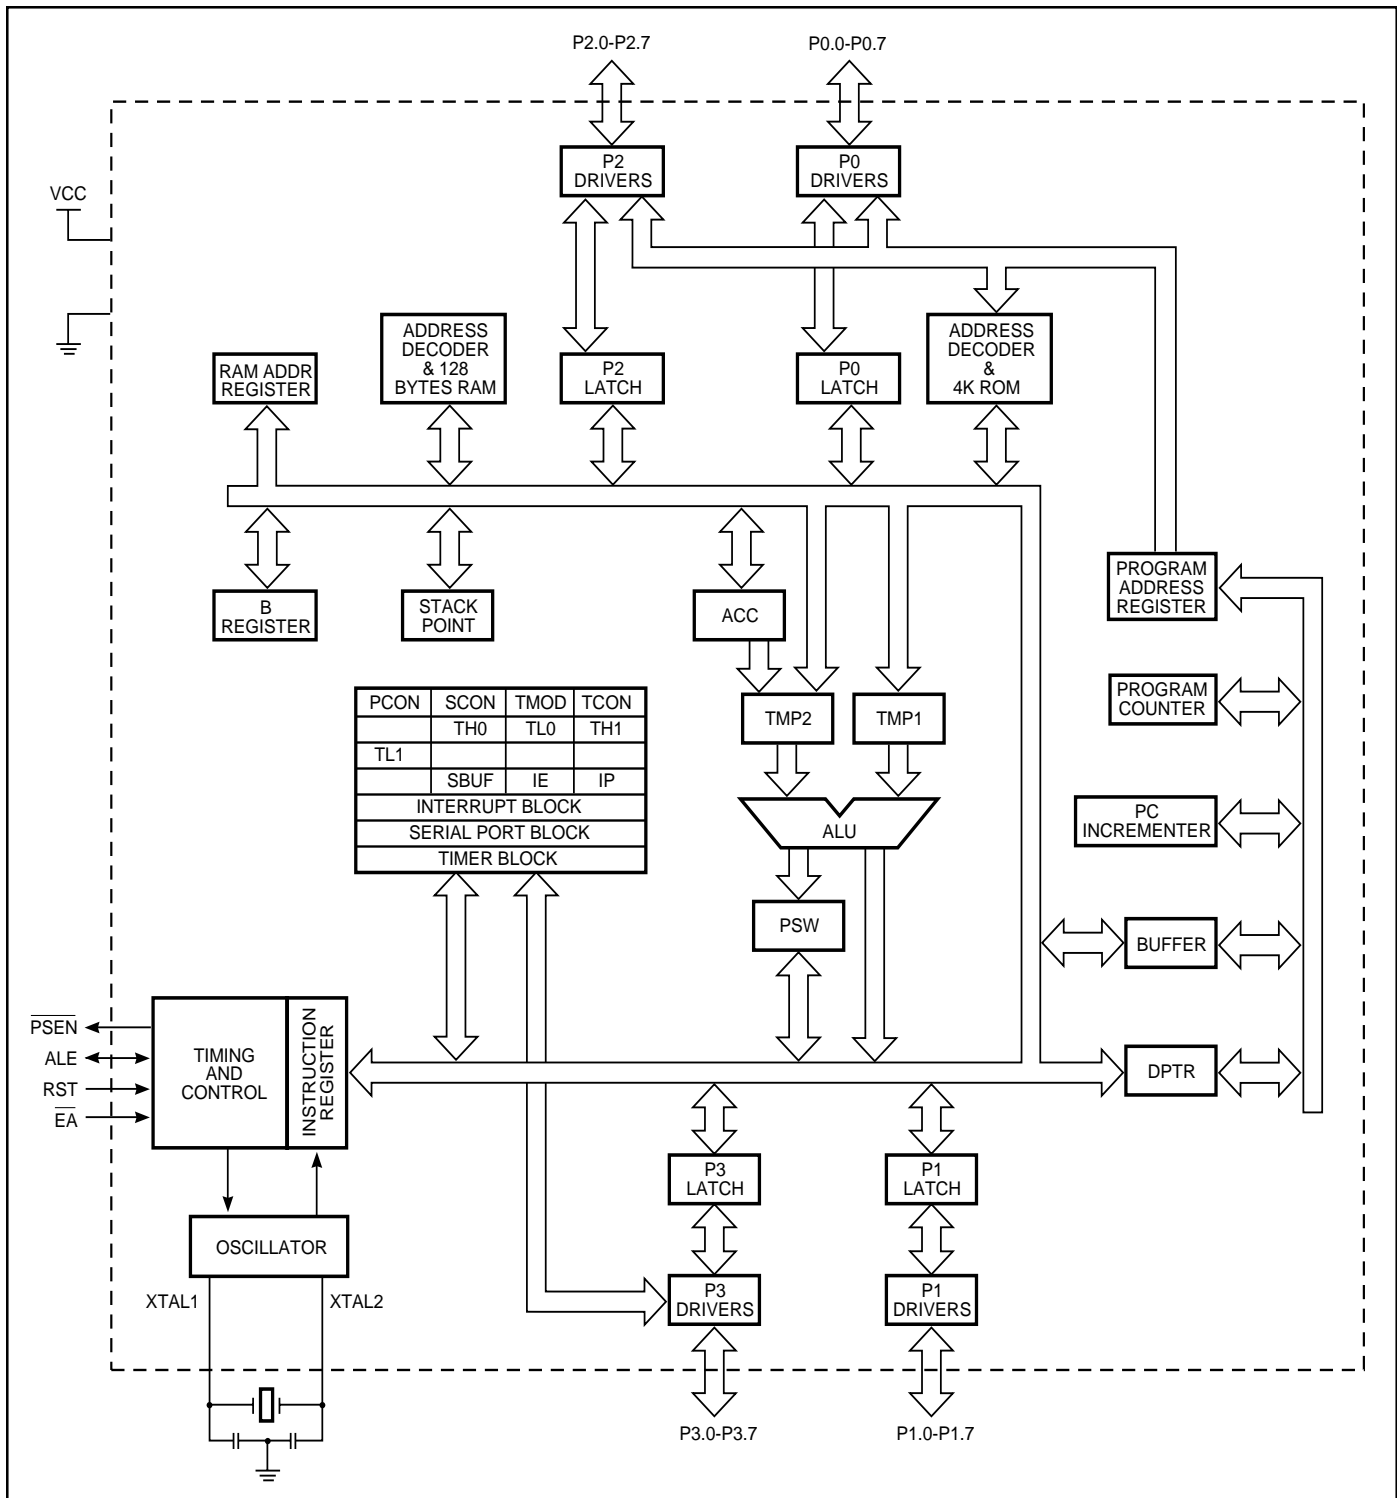 P2.0-P2.7
P0.0-P0.7
P2
DRIVERS
P0
DRIVERS
VCC
RAM ADDR
REGISTER
ADDRESS
DECODER
& 128
BYTES RAM
P2
LATCH
P0
LATCH
ADDRESS
DECODER
&
4K ROM
B
REGISTER
STACK
POINT
ACC
PROGRAM
ADDRESS
REGISTER
PCON SCON TMOD TCON
TH0 TL0 TH1
TL1
SBUF IE IP
INTERRUPT BLOCK
SERIAL PORT BLOCK
TIMER BLOCK
TMP2
TMP1
PROGRAM
COUNTER
ALU
PC
INCREMENTER
PSW
BUFFER
PSEN
ALE
RST
EA
TIMING
AND
CONTROL
INSTRUCTION
REGISTER
DPTR
P3
LATCH
P1
LATCH
OSCILLATOR
XTAL1
XTAL2
P3
DRIVERS
P1
DRIVERS
P3.0-P3.7
P1.0-P1.7